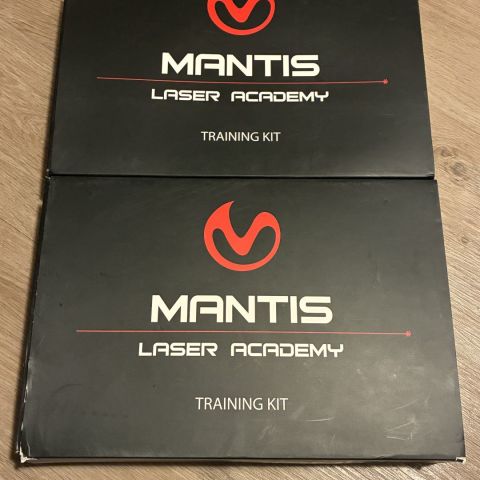 MANTIS
LASER ACADEMY
TRAINING KIT
MANTIS
LASER ACADEMY
TRAINING KIT